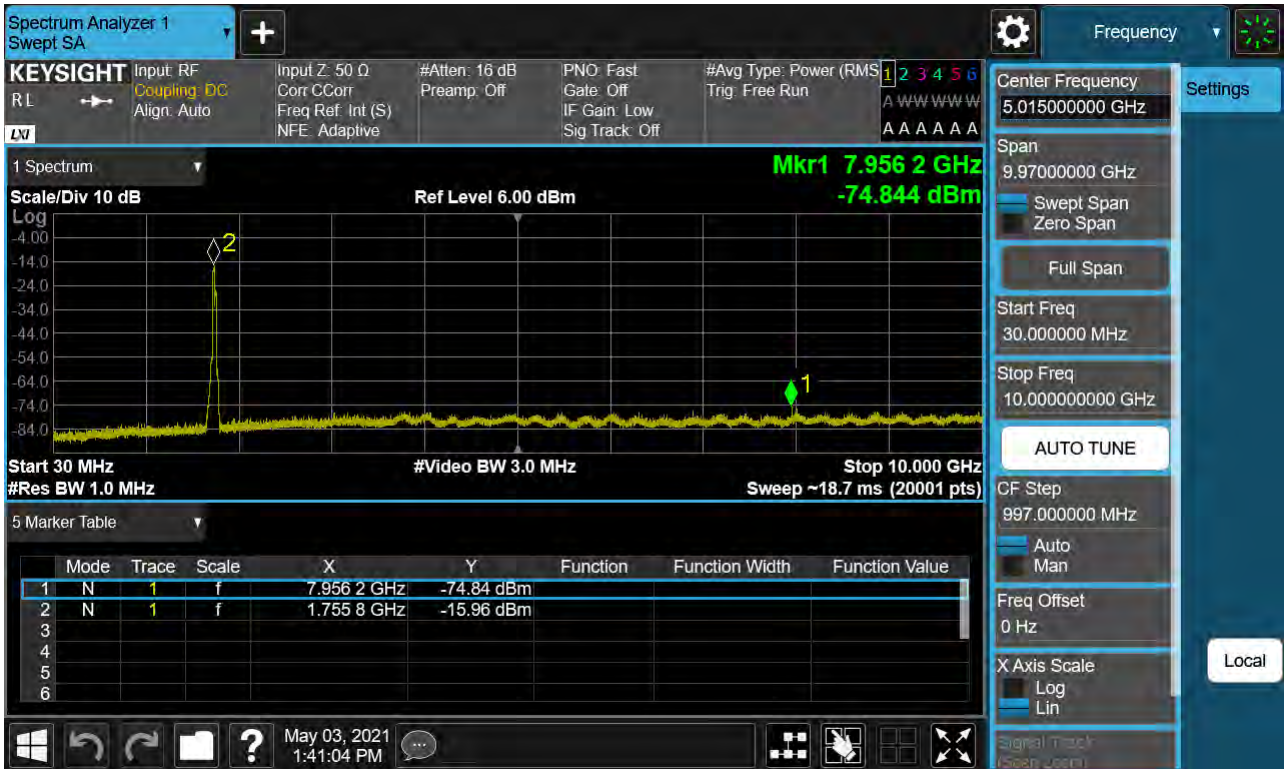 Spectrum Analyzer 1
Swept SA
Frequency
KEYSIGHT
RL
LXI
Input: RF
Coupling: DC
Align: Auto
Input Z: 50 Ω
Corr CCorr
Freq Ref: Int (S)
NFE: Adaptive
#Atten: 16 dB
Preamp: Off
PNO: Fast
Gate: Off
IF Gain: Low
Sig Track: Off
#Avg Type: Power (RMS
Trig: Free Run
1 2 3 4 5 6
A W W W W W
A A A A A A
1 Spectrum
Mkr1 7.956 2 GHz
-74.844 dBm
Scale/Div 10 dB
Ref Level 6.00 dBm
Log
-4.00
-14.0
-24.0
-34.0
-44.0
-54.0
-64.0
-74.0
-84.0
2
1
Start 30 MHz
#Video BW 3.0 MHz
Stop 10.000 GHz
#Res BW 1.0 MHz
Sweep ~18.7 ms (20001 pts)
5 Marker Table
Mode Trace Scale X Y Function Function Width Function Value
1 N 1 f 7.956 2 GHz -74.84 dBm
2 N 1 f 1.755 8 GHz -15.96 dBm
3
4
5
6
May 03, 2021
1:41:04 PM
Center Frequency
5.015000000 GHz
Span
9.97000000 GHz
Swept Span
Zero Span
Full Span
Start Freq
30.000000 MHz
Stop Freq
10.000000000 GHz
AUTO TUNE
CF Step
997.000000 MHz
Auto
Man
Freq Offset
0 Hz
X Axis Scale
Log
Lin
Signal Track
(Span Zoom)
Settings
Local